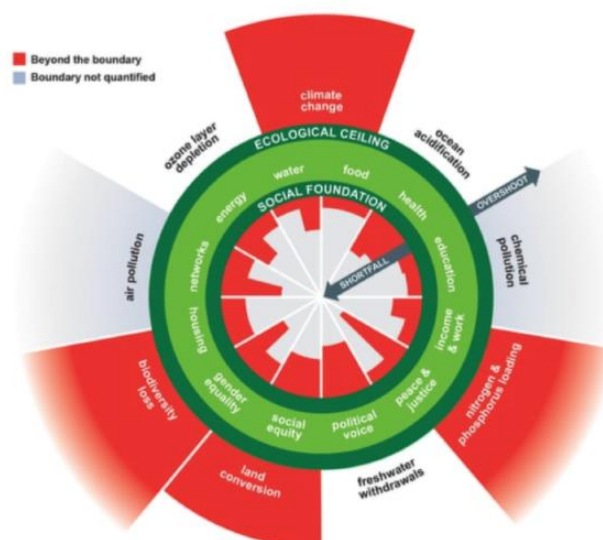 Beyond the boundary
Boundary not quantified
climate
change
ozone layer
depletion
ECOLOGICAL CEILING
ocean
acidification
water
food
energy
SOCIAL FOUNDATION
health
OVERSHOOT
networks
education
SHORTFALL
air pollution
chemical
pollution
housing
income
& work
biodiversity
loss
gender
equality
social
equity
political
voice
peace &
justice
nitrogen &
phosphorus loading
land
conversion
freshwater
withdrawals